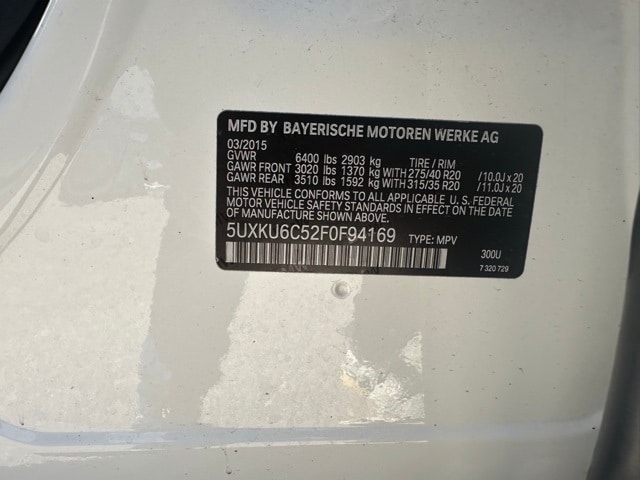 MFD BY BAYERISCHE MOTOREN WERKE AG
03/2015
GVWR 6400 lbs 2903 kg TIRE / RIM
GAWR FRONT 3020 lbs 1370 kg WITH 275/40 R20 /10.0J x 20
GAWR REAR 3510 lbs 1592 kg WITH 315/35 R20 /11.0J x 20
THIS VEHICLE CONFORMS TO ALL APPLICABLE U.S. FEDERAL
MOTOR VEHICLE SAFETY STANDARDS IN EFFECT ON THE
DATE OF MANUFACTURE SHOWN ABOVE.
5UXKU6C52F0F94169 TYPE: MPV
300U
7 320 729